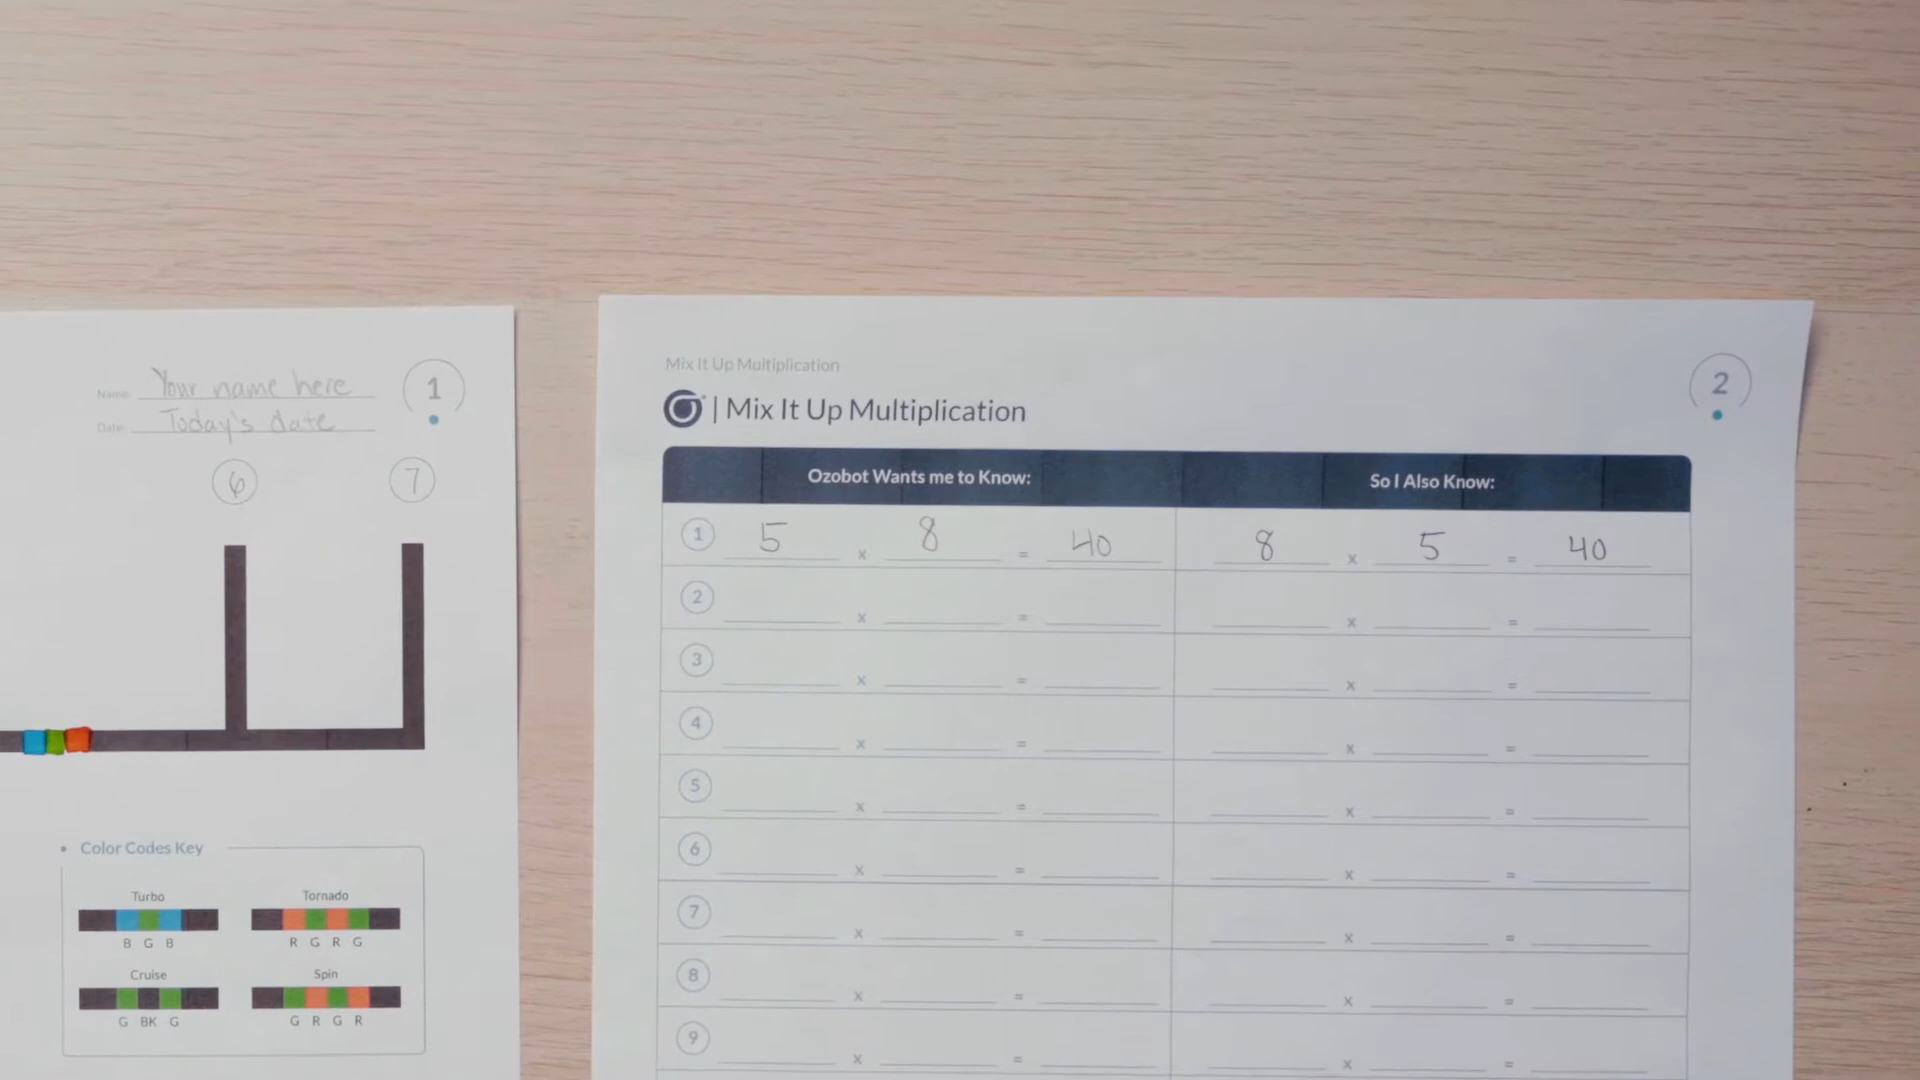 Name: Your name here
Date: Today's date
1
6 7
Color Codes Key
Turbo Tornado
B G B R G R G
Cruise Spin
G BK G G R G R
Mix It Up Multiplication
2
| Mix It Up Multiplication
Ozobot Wants me to Know: So I Also Know:
1 5 x 8 = 40 8 x 5 = 40
2 x = x =
3 x = x =
4 x = x =
5 x = x =
6 x = x =
7 x = x =
8 x = x =
9 x = x =